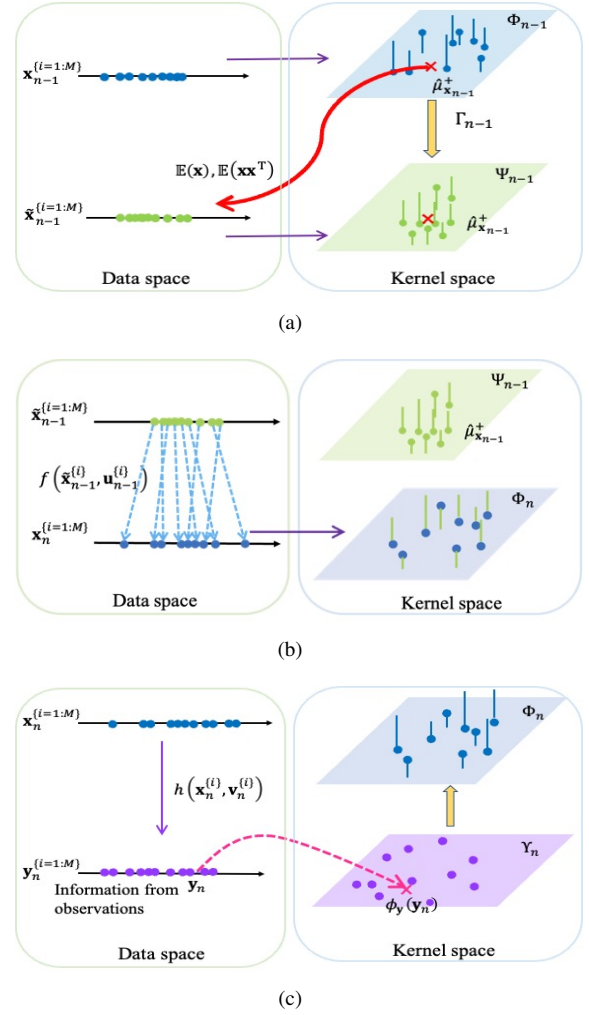 𝐱_{n−1}^{{i=1:M}}
Φ_{n−1}
μ̂_{𝐱_{n−1}}^{+}
Γ_{n−1}
𝔼(𝐱), 𝔼(𝐱𝐱^⊤)
Ψ_{n−1}
𝐱̃_{n−1}^{{i=1:M}}
μ̂_{𝐱_{n−1}}^{+}
Data space
Kernel space
(a)
𝐱̃_{n−1}^{{i=1:M}}
Ψ_{n−1}
μ̂_{𝐱_{n−1}}^{+}
f(𝐱̃_{n−1}^{{i}}, 𝐮_{n−1}^{{i}})
Φ_n
𝐱_n^{{i=1:M}}
Data space
Kernel space
(b)
𝐱_n^{{i=1:M}}
Φ_n
h(𝐱_n^{{i}}, 𝐯_n^{{i}})
ϒ_n
𝐲_n^{{i=1:M}}
𝐲_n
Information from
observations
ϕ_𝐲(𝐲_n)
Data space
Kernel space
(c)